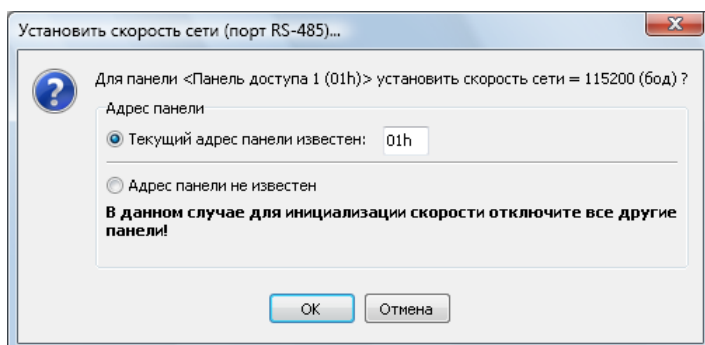 Установить скорость сети (порт RS-485)...
Для панели <Панель доступа 1 (01h)> установить скорость сети = 115200 (бод) ?
Адрес панели
Текущий адрес панели известен: 01h
Адрес панели не известен
В данном случае для инициализации скорости отключите все другие
панели!
OK Отмена